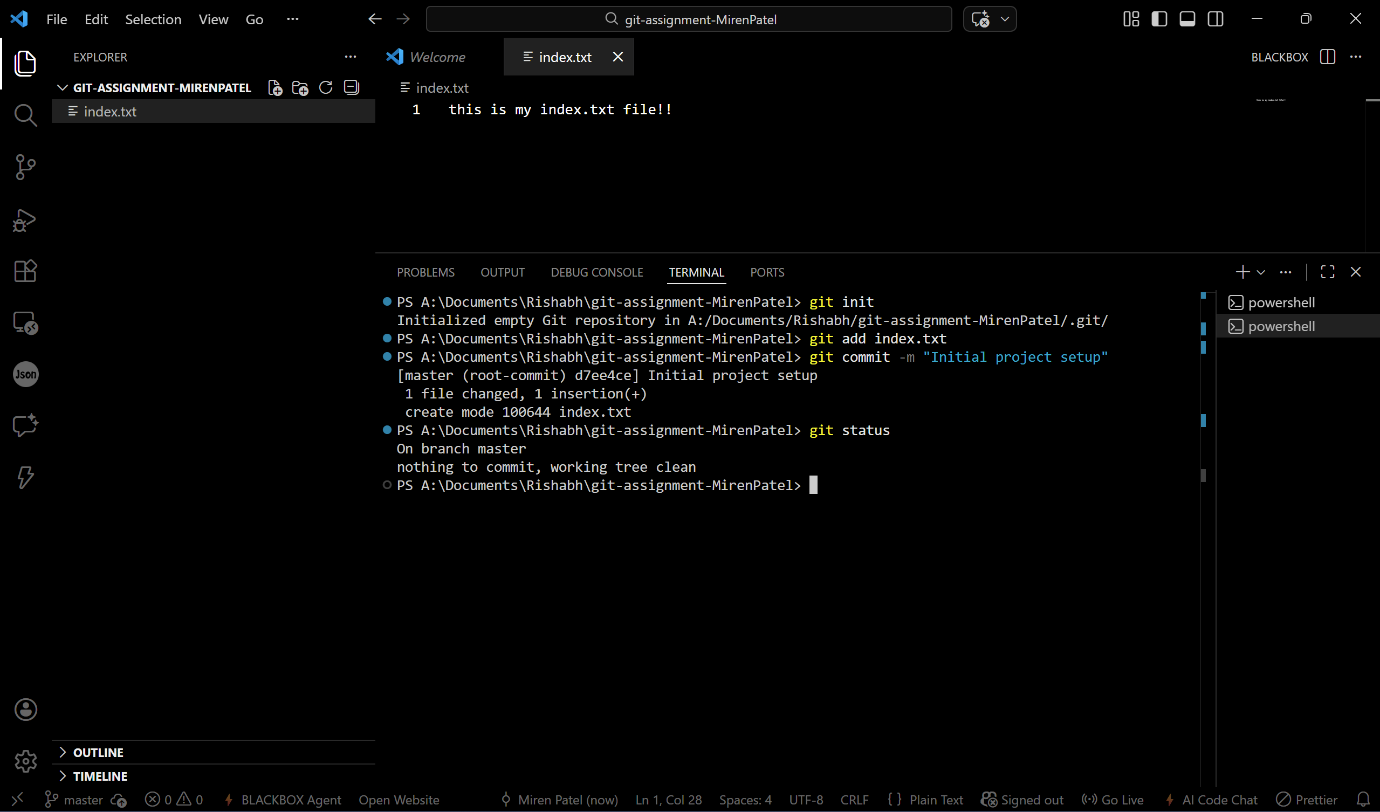 File Edit Selection View Go ···
git-assignment-MirenPatel
EXPLORER
GIT-ASSIGNMENT-MIRENPATEL
index.txt
Welcome
index.txt
BLACKBOX
index.txt
1 this is my index.txt file!!
PROBLEMS OUTPUT DEBUG CONSOLE TERMINAL PORTS
PS A:\Documents\Rishabh\git-assignment-MirenPatel> git init
Initialized empty Git repository in A:/Documents/Rishabh/git-assignment-MirenPatel/.git/
PS A:\Documents\Rishabh\git-assignment-MirenPatel> git add index.txt
PS A:\Documents\Rishabh\git-assignment-MirenPatel> git commit -m "Initial project setup"
[master (root-commit) d7ee4ce] Initial project setup
1 file changed, 1 insertion(+)
create mode 100644 index.txt
PS A:\Documents\Rishabh\git-assignment-MirenPatel> git status
On branch master
nothing to commit, working tree clean
PS A:\Documents\Rishabh\git-assignment-MirenPatel>
powershell
powershell
Json
OUTLINE
TIMELINE
master 0 0 BLACKBOX Agent Open Website Miren Patel (now) Ln 1, Col 28 Spaces: 4 UTF-8 CRLF { } Plain Text Signed out Go Live AI Code Chat Prettier